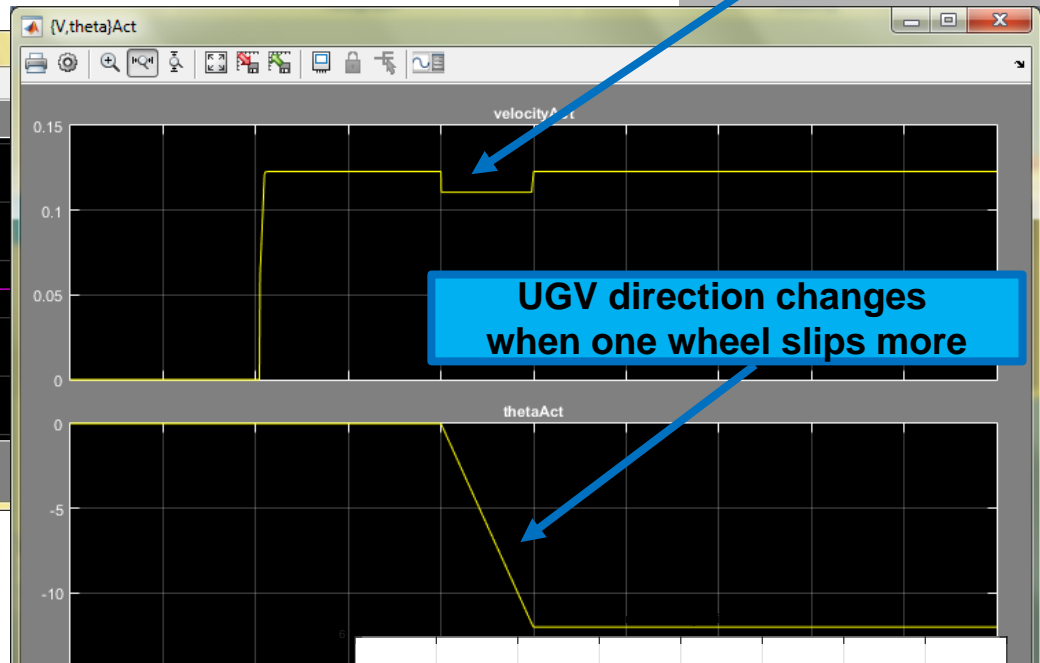 {V,theta}Act
velocityAct
0.15
0.1
0.05
0
UGV direction changes
when one wheel slips more
thetaAct
0
-5
-10
6